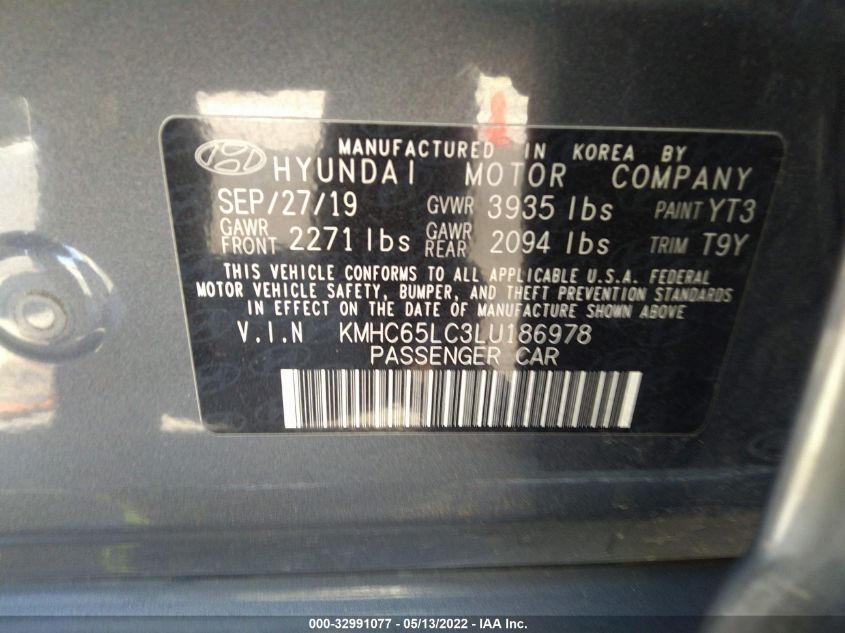 MANUFACTURED IN KOREA BY
HYUNDAI MOTOR COMPANY
SEP/27/19 GVWR 3935 lbs PAINT YT3
GAWR FRONT 2271 lbs GAWR REAR 2094 lbs TRIM T9Y
THIS VEHICLE CONFORMS TO ALL APPLICABLE U.S.A. FEDERAL
MOTOR VEHICLE SAFETY, BUMPER, AND THEFT PREVENTION STANDARDS
IN EFFECT ON THE DATE OF MANUFACTURE SHOWN ABOVE
V.I.N KMHC65LC3LU186978
PASSENGER CAR
000-32991077 - 05/13/2022 - IAA Inc.